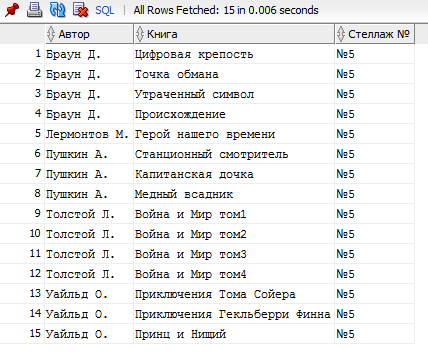 SQL | All Rows Fetched: 15 in 0.006 seconds
Автор Книга Стеллаж №
1 Браун Д. Цифровая крепость №5
2 Браун Д. Точка обмана №5
3 Браун Д. Утраченный символ №5
4 Браун Д. Происхождение №5
5 Лермонтов М. Герой нашего времени №5
6 Пушкин А. Станционный смотритель №5
7 Пушкин А. Капитанская дочка №5
8 Пушкин А. Медный всадник №5
9 Толстой Л. Война и Мир том1 №5
10 Толстой Л. Война и Мир том2 №5
11 Толстой Л. Война и Мир том3 №5
12 Толстой Л. Война и Мир том4 №5
13 Уайльд О. Приключения Тома Сойера №5
14 Уайльд О. Приключения Гекльберри Финна №5
15 Уайльд О. Принц и Нищий №5